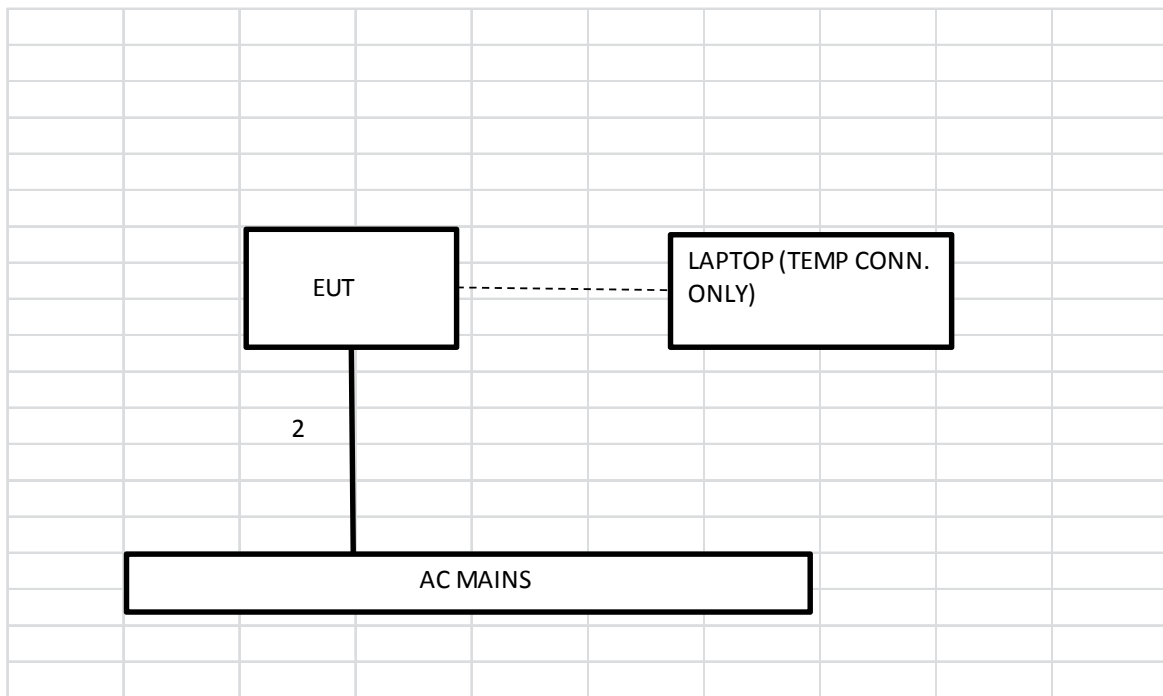 EUT
LAPTOP (TEMP CONN.
ONLY)
2
AC MAINS